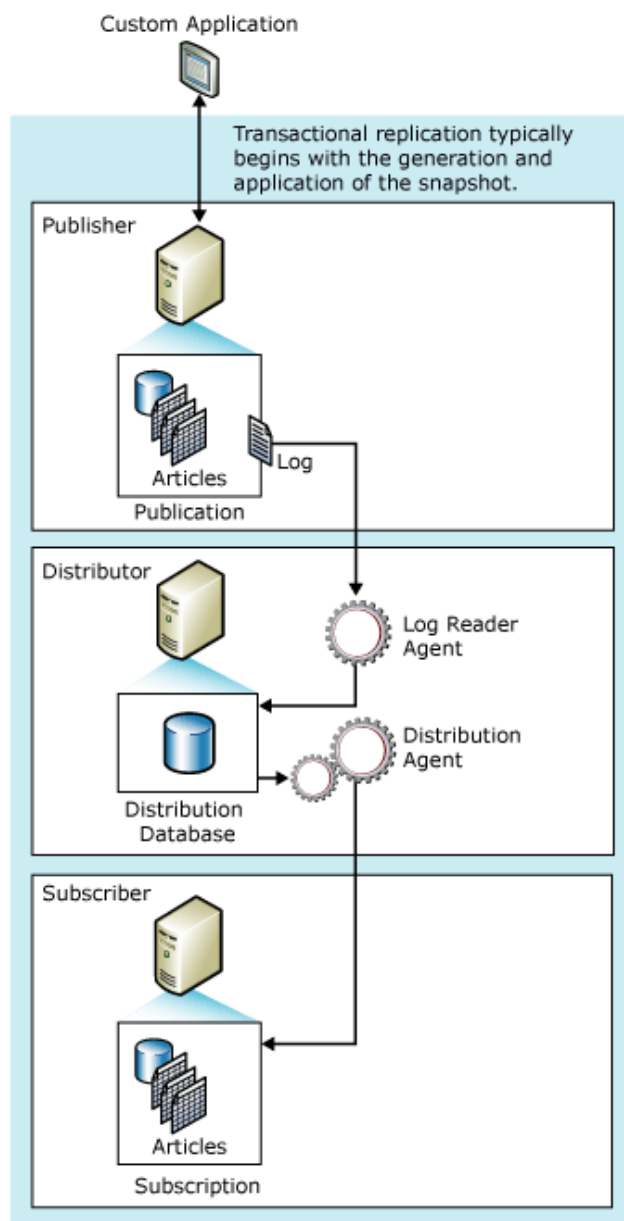 Custom Application
Transactional replication typically
begins with the generation and
application of the snapshot.
Publisher
Articles
Log
Publication
Distributor
Log Reader
Agent
Distribution
Agent
Distribution
Database
Subscriber
Articles
Subscription